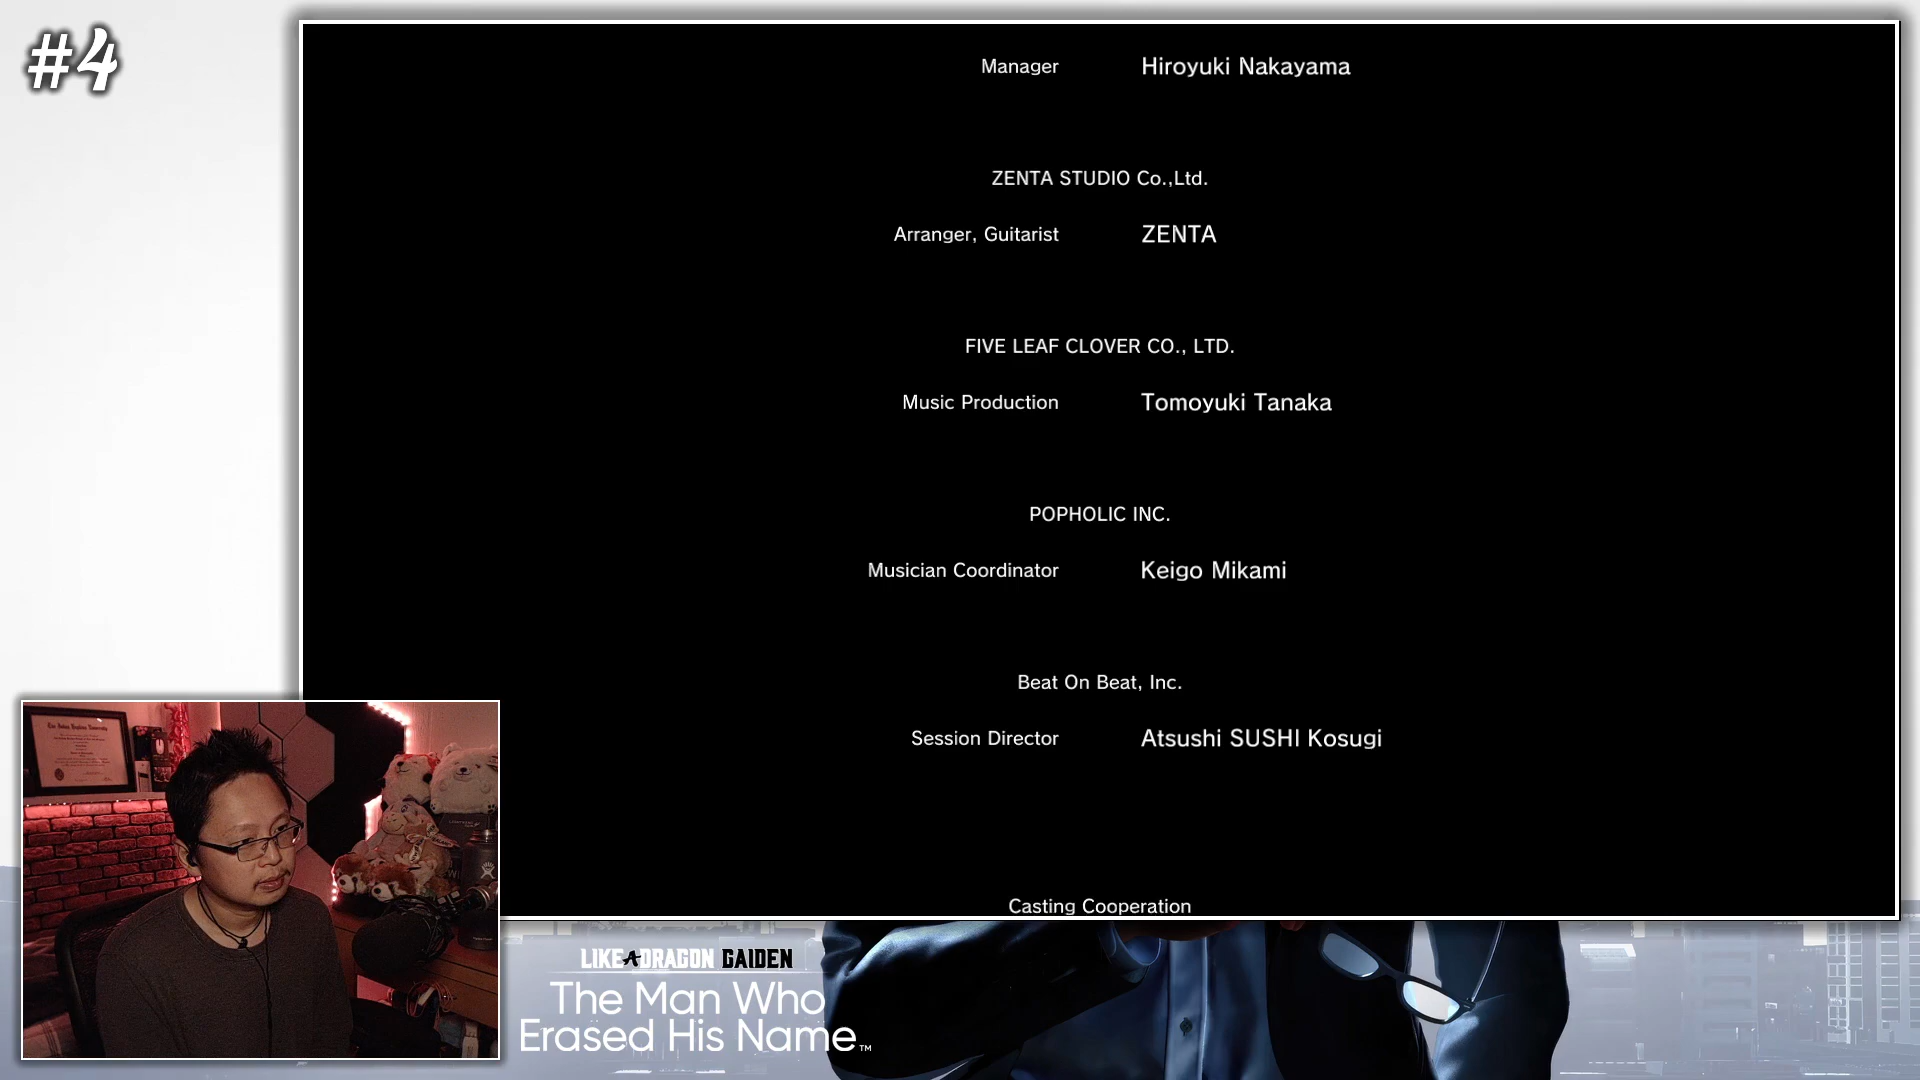 #4
Manager Hiroyuki Nakayama
ZENTA STUDIO Co.,Ltd.
Arranger, Guitarist ZENTA
FIVE LEAF CLOVER CO., LTD.
Music Production Tomoyuki Tanaka
POPHOLIC INC.
Musician Coordinator Keigo Mikami
Beat On Beat, Inc.
Session Director Atsushi SUSHI Kosugi
Casting Cooperation
LIKE A DRAGON GAIDEN
The Man Who
Erased His Name™